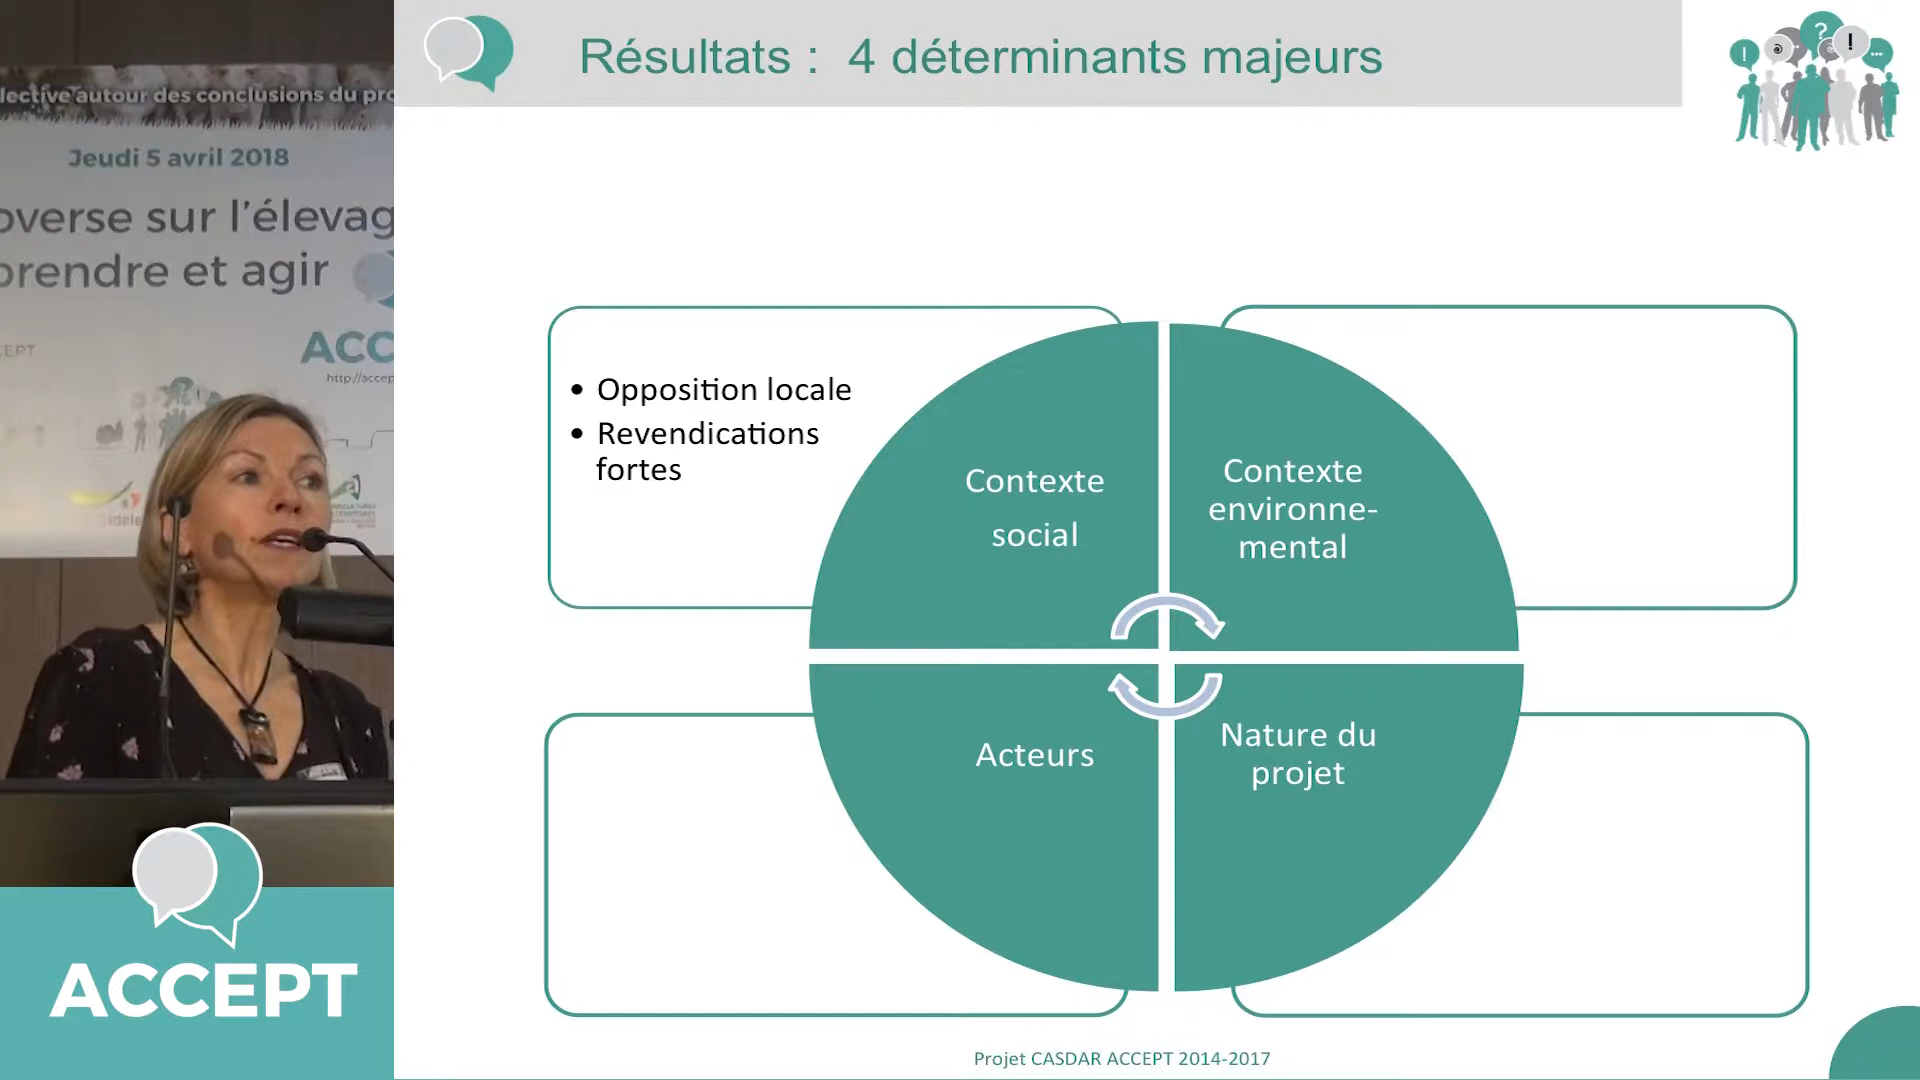 Résultats : 4 déterminants majeurs
lective autour des conclusions du pro
Jeudi 5 avril 2018
overse sur l'élevag
prendre et agir
ACC
http://accep
• Opposition locale
• Revendications
fortes
Contexte
social
Contexte
environne-
mental
Acteurs
Nature du
projet
ACCEPT
Projet CASDAR ACCEPT 2014-2017